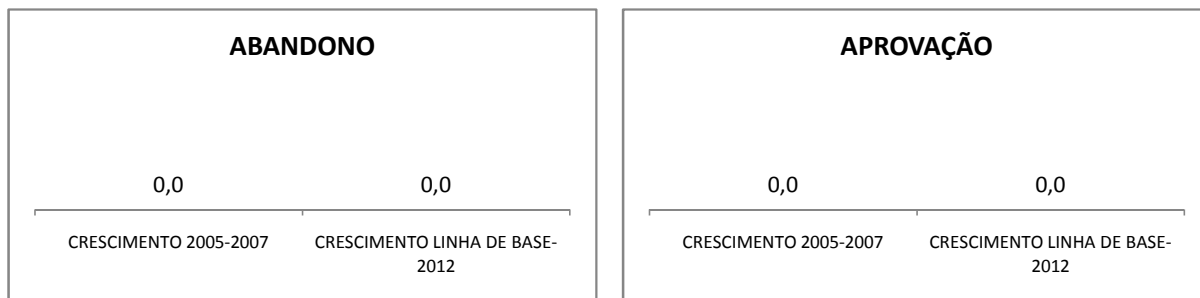 ABANDONO
0,0
0,0
CRESCIMENTO 2005-2007
CRESCIMENTO LINHA DE BASE-
2012
APROVAÇÃO
0,0
0,0
CRESCIMENTO 2005-2007
CRESCIMENTO LINHA DE BASE-
2012